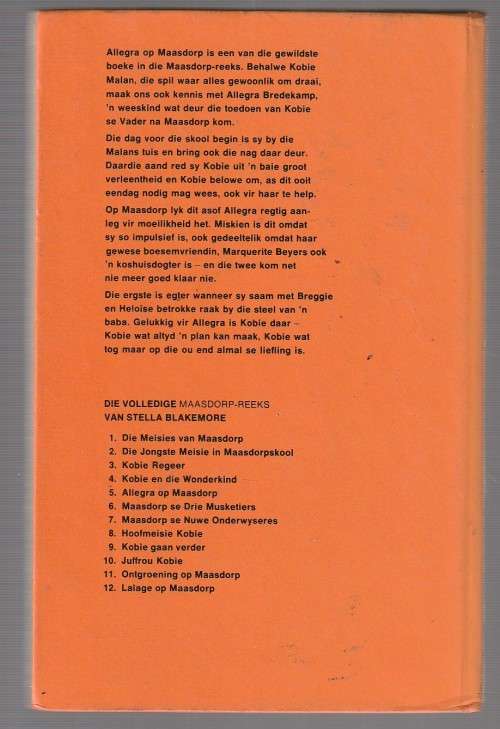 Allegra op Maasdorp is een van die gewildste
boeke in die Maasdorp-reeks. Behalwe Kobie
Malan, die spil waar alles gewoonlik om draai,
maak ons ook kennis met Allegra Bredekamp,
'n weeskind wat deur die toedoen van Kobie
se Vader na Maasdorp kom.
Die dag voor die skool begin is sy by die
Malans tuis en bring ook die nag daar deur.
Daardie aand red sy Kobie uit 'n baie groot
verleentheid en Kobie belowe om, as dit ooit
eendag nodig mag wees, ook vir haar te help.
Op Maasdorp lyk dit asof Allegra regtig aan-
leg vir moeilikheid het. Miskien is dit omdat
sy so impulsief is, ook gedeeltelik omdat haar
gewese boesemvriendin, Marguerite Beyers ook
'n koshuisdogter is – en die twee kom net
nie meer goed klaar nie.
Die ergste is egter wanneer sy saam met Breggie
en Heloïse betrokke raak by die steel van 'n
baba. Gelukkig vir Allegra is Kobie daar –
Kobie wat altyd 'n plan kan maak, Kobie wat
tog maar op die ou end almal se liefling is.
DIE VOLLEDIGE MAASDORP-REEKS
VAN STELLA BLAKEMORE
1. Die Meisies van Maasdorp
2. Die Jongste Meisie in Maasdorpskool
3. Kobie Regeer
4. Kobie en die Wonderkind
5. Allegra op Maasdorp
6. Maasdorp se Drie Musketiers
7. Maasdorp se Nuwe Onderwyseres
8. Hoofmeisie Kobie
9. Kobie gaan verder
10. Juffrou Kobie
11. Ontgroening op Maasdorp
12. Lalage op Maasdorp